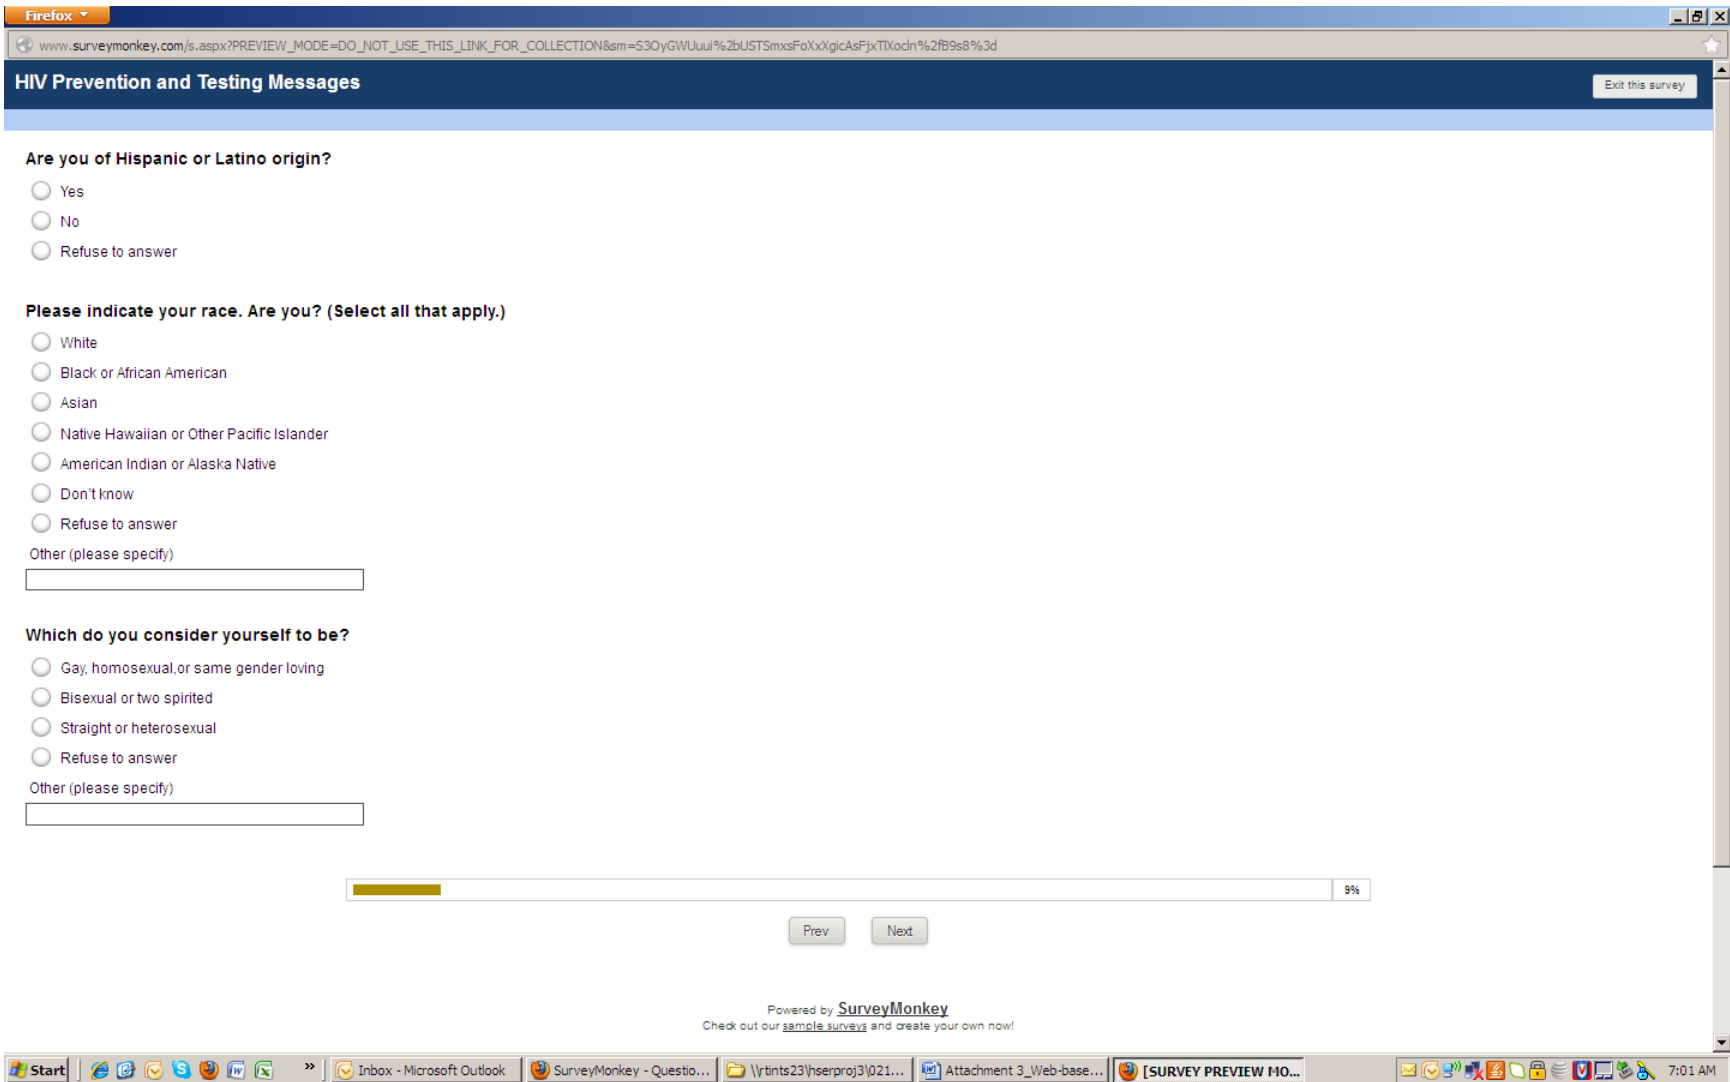 Firefox
www.surveymonkey.com/s.aspx?PREVIEW_MODE=DO_NOT_USE_THIS_LINK_FOR_COLLECTION&sm=S3OyGWUuui%2bUSTSmxsFoXxXgicAsFjxTlXocln%2fB9s8%3d
HIV Prevention and Testing Messages
Exit this survey
Are you of Hispanic or Latino origin?
Yes
No
Refuse to answer
Please indicate your race. Are you? (Select all that apply.)
White
Black or African American
Asian
Native Hawaiian or Other Pacific Islander
American Indian or Alaska Native
Don't know
Refuse to answer
Other (please specify)
Which do you consider yourself to be?
Gay, homosexual,or same gender loving
Bisexual or two spirited
Straight or heterosexual
Refuse to answer
Other (please specify)
9%
Prev Next
Powered by SurveyMonkey
Check out our sample surveys and create your own now!
Start » Inbox - Microsoft Outlook SurveyMonkey - Questio... \\rtints23\hserproj3\021... Attachment 3_Web-base... [SURVEY PREVIEW MO... 7:01 AM